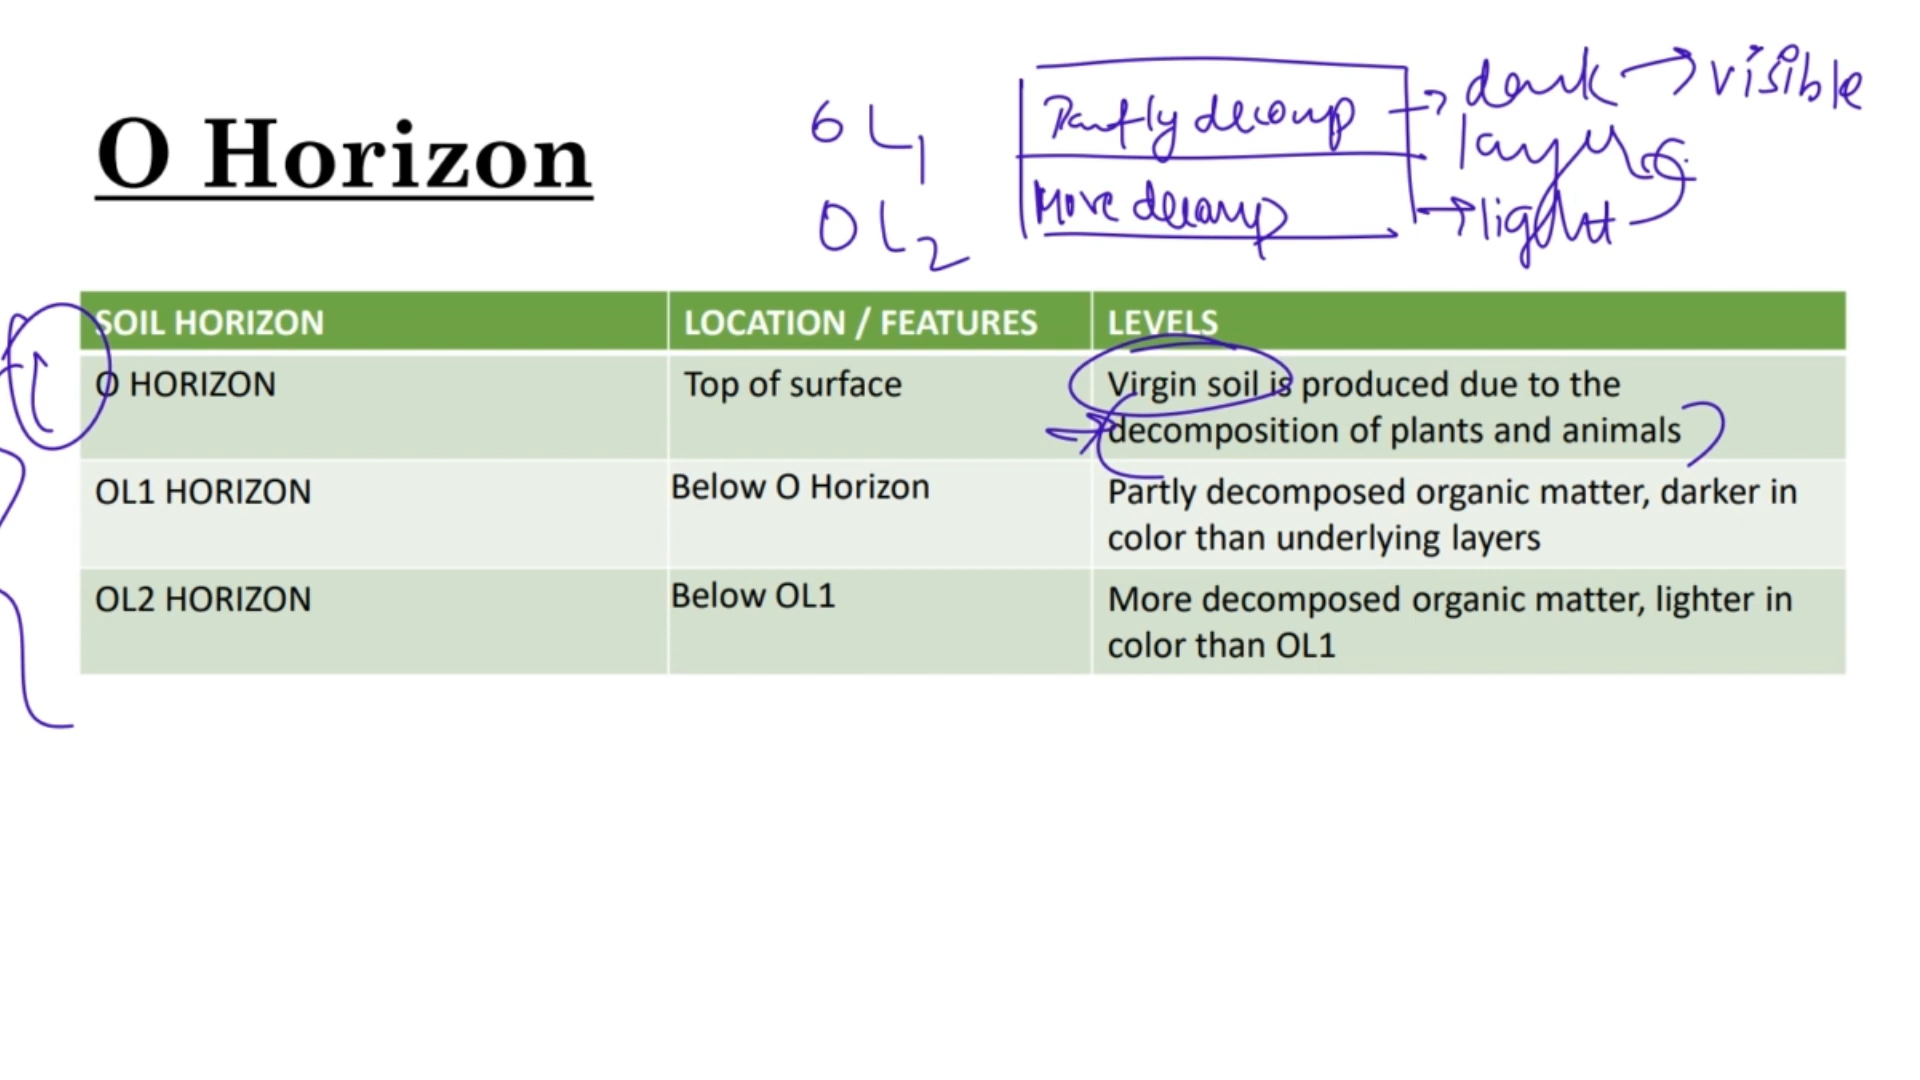 O Horizon
OL1
OL2
Partly decomp
More decomp
dark → visible
layer
light
SOIL HORIZON
LOCATION / FEATURES
LEVELS
O HORIZON
Top of surface
Virgin soil is produced due to the
decomposition of plants and animals
OL1 HORIZON
Below O Horizon
Partly decomposed organic matter, darker in
color than underlying layers
OL2 HORIZON
Below OL1
More decomposed organic matter, lighter in
color than OL1